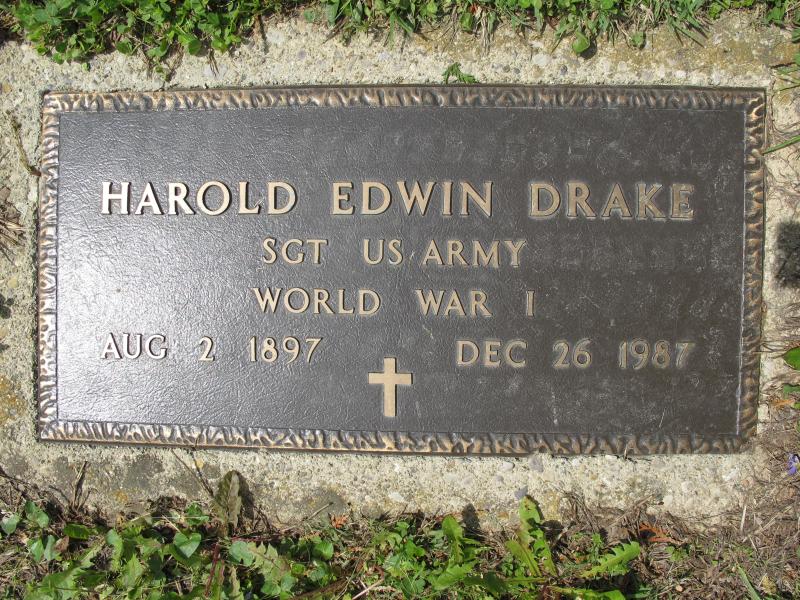 HAROLD EDWIN DRAKE
SGT US ARMY
WORLD WAR I
AUG 2 1897 DEC 26 1987